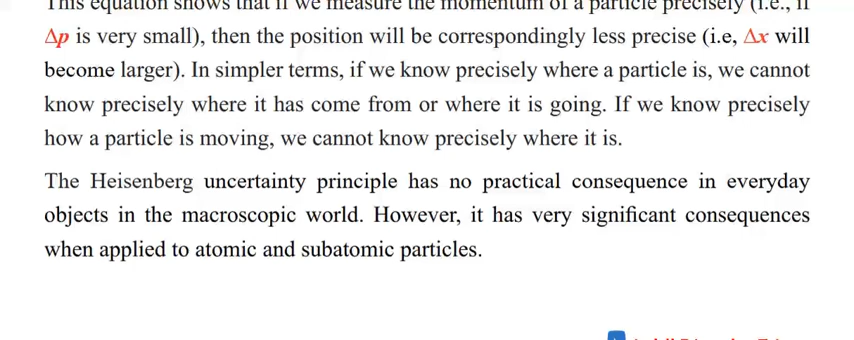 This equation shows that if we measure the momentum of a particle precisely (i.e., if
Δp is very small), then the position will be correspondingly less precise (i.e, Δx will
become larger). In simpler terms, if we know precisely where a particle is, we cannot
know precisely where it has come from or where it is going. If we know precisely
how a particle is moving, we cannot know precisely where it is.
The Heisenberg uncertainty principle has no practical consequence in everyday
objects in the macroscopic world. However, it has very significant consequences
when applied to atomic and subatomic particles.